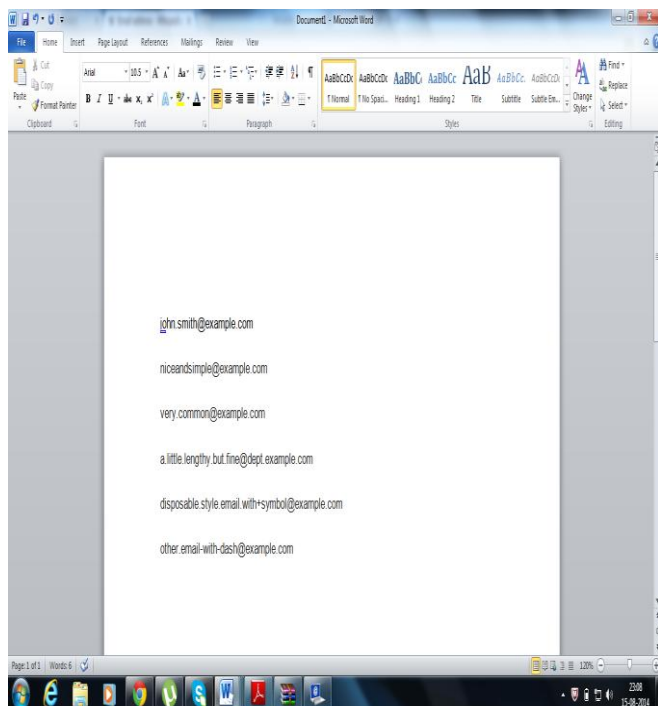 Document1 - Microsoft Word
File Home Insert Page Layout References Mailings Review View
Cut
Copy
Paste
Format Painter
Clipboard
Arial 10.5
Font
Paragraph
AaBbCcDc AaBbCcDc AaBbC AaBbCc AaB AaBbCc. AaBbCcDc
¶ Normal ¶ No Spaci... Heading 1 Heading 2 Title Subtitle Subtle Em...
Change Styles
Styles
Find
Replace
Select
Editing
john.smith@example.com
niceandsimple@example.com
very.common@example.com
a.little.lengthy.but.fine@dept.example.com
disposable.style.email.with+symbol@example.com
other.email-with-dash@example.com
Page: 1 of 1 Words: 6 120%
23:08
15-08-2014